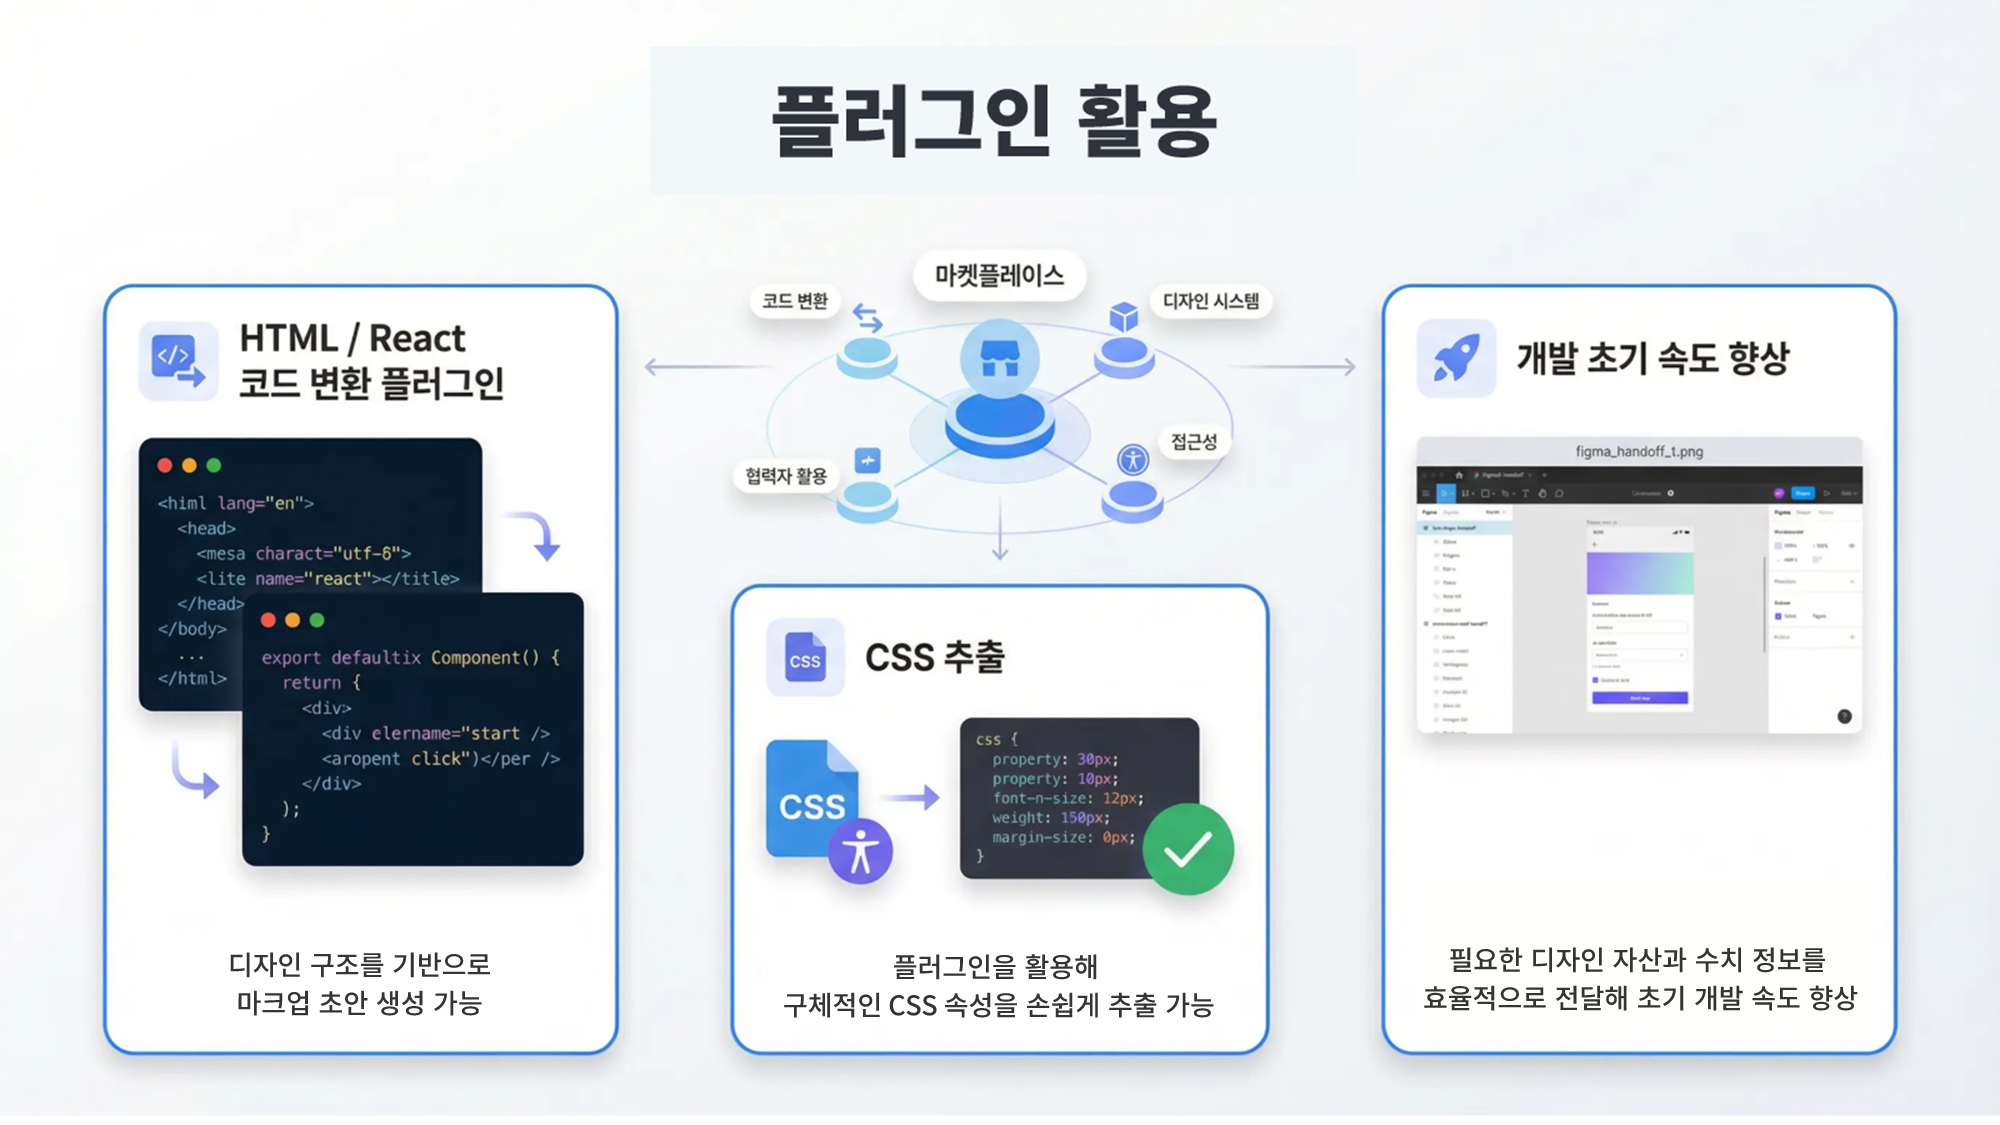 플러그인 활용
마켓플레이스
코드 변환
디자인 시스템
협력자 활용
접근성
HTML / React
코드 변환 플러그인
<himl lang="en">
<head>
<mesa charact="utf-6">
<lite name="react"></title>
</head>
</body>
...
</html>
export defaultix Component() {
return {
<div>
<div elername="start />
<aropent click")</per />
</div>
);
}
디자인 구조를 기반으로
마크업 초안 생성 가능
CSS
CSS 추출
CSS
css {
property: 30px;
property: 10px;
font-n-size: 12px;
weight: 150px;
margin-size: 0px;
}
플러그인을 활용해
구체적인 CSS 속성을 손쉽게 추출 가능
개발 초기 속도 향상
figma_handoff_1.png
필요한 디자인 자산과 수치 정보를
효율적으로 전달해 초기 개발 속도 향상